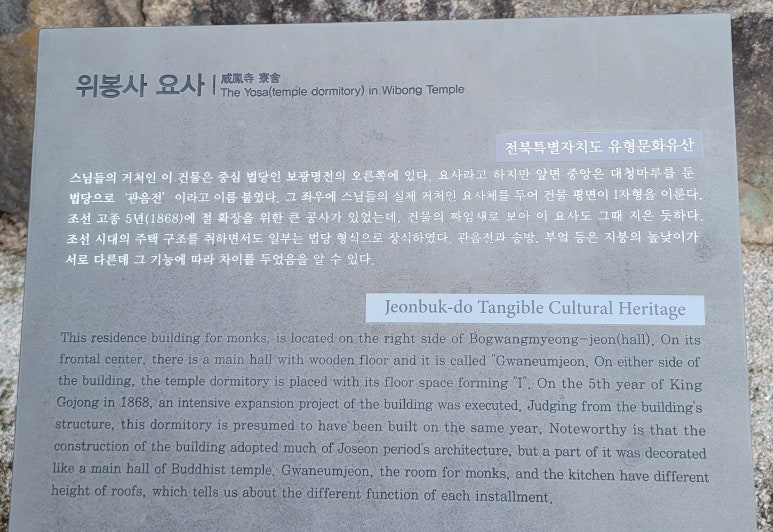 위봉사 요사
威鳳寺 寮舍
The Yosa(temple dormitory) in Wibong Temple
전북특별자치도 유형문화유산
스님들의 거처인 이 건물은 중심 법당인 보광명전의 오른쪽에 있다. 요사라고 하지만 앞면 중앙은 대청마루를 둔
법당으로 '관음전' 이라고 이름 붙였다. 그 좌우에 스님들의 실제 거처인 요사체를 두어 건물 평면이 I자형을 이룬다.
조선 고종 5년(1868)에 절 확장을 위한 큰 공사가 있었는데, 건물의 짜임새로 보아 이 요사도 그때 지은 듯하다.
조선 시대의 주택 구조를 취하면서도 일부는 법당 형식으로 장식하였다. 관음전과 승방, 부엌 등은 지붕의 높낮이가
서로 다른데 그 기능에 따라 차이를 두었음을 알 수 있다.
Jeonbuk-do Tangible Cultural Heritage
This residence building for monks, is located on the right side of Bogwangmyeong-jeon(hall). On its
frontal center, there is a main hall with wooden floor and it is called "Gwaneumjeon. On either side of
the building, the temple dormitory is placed with its floor space forming "I". On the 5th year of King
Gojong in 1868, an intensive expansion project of the building was executed. Judging from the building's
structure, this dormitory is presumed to have been built on the same year. Noteworthy is that the
construction of the building adopted much of Joseon period's architecture, but a part of it was decorated
like a main hall of Buddhist temple. Gwaneumjeon, the room for monks, and the kitchen have different
height of roofs, which tells us about the different function of each installment.